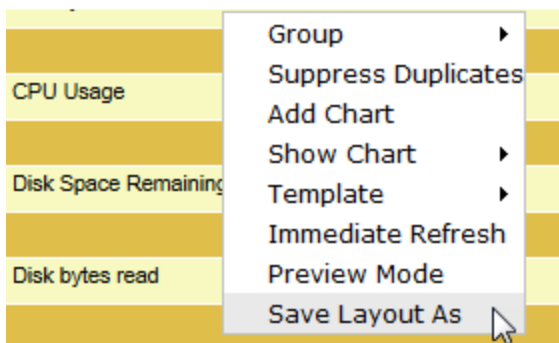 Group
Suppress Duplicates
CPU Usage
Add Chart
Show Chart
Disk Space Remaining
Template
Immediate Refresh
Disk bytes read
Preview Mode
Save Layout As